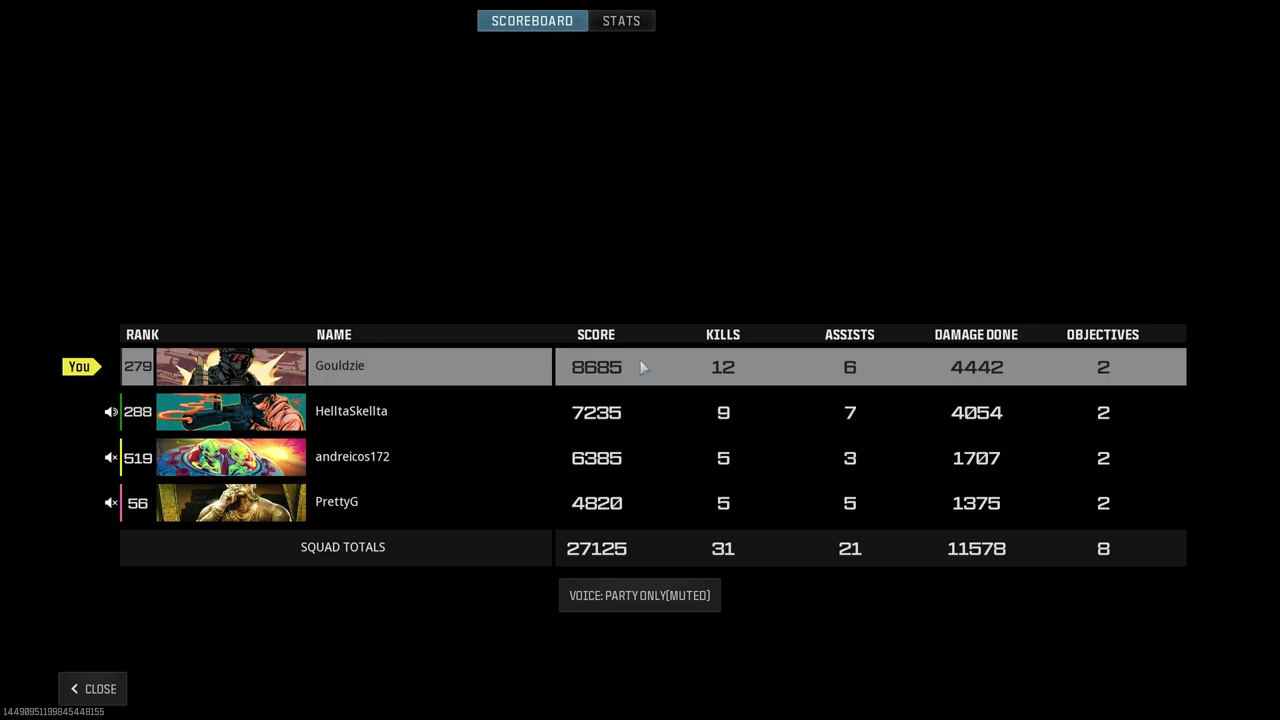 SCOREBOARD STATS
RANK NAME SCORE KILLS ASSISTS DAMAGE DONE OBJECTIVES
You 279 Gouldzie 8685 12 6 4442 2
288 HelltaSkellta 7235 9 7 4054 2
519 andreicos172 6385 5 3 1707 2
56 PrettyG 4820 5 5 1375 2
SQUAD TOTALS 27125 31 21 11578 8
VOICE: PARTY ONLY(MUTED)
CLOSE
14490951199845448155